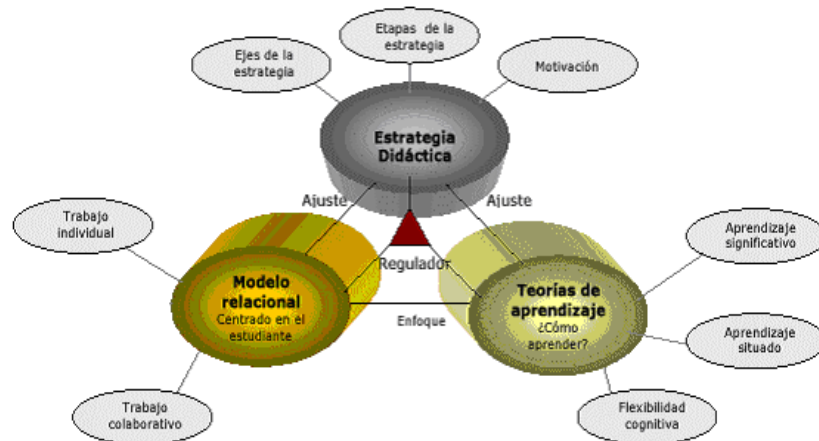 Etapas de la
estrategia
Ejes de la
estrategia
Motivación
Estrategia
Didáctica
Ajuste
Ajuste
Trabajo
individual
Aprendizaje
significativo
Regulador
Modelo
relacional
Centrado en el
estudiante
Teorías de
aprendizaje
¿Cómo
aprender?
Enfoque
Aprendizaje
situado
Trabajo
colaborativo
Flexibilidad
cognitiva